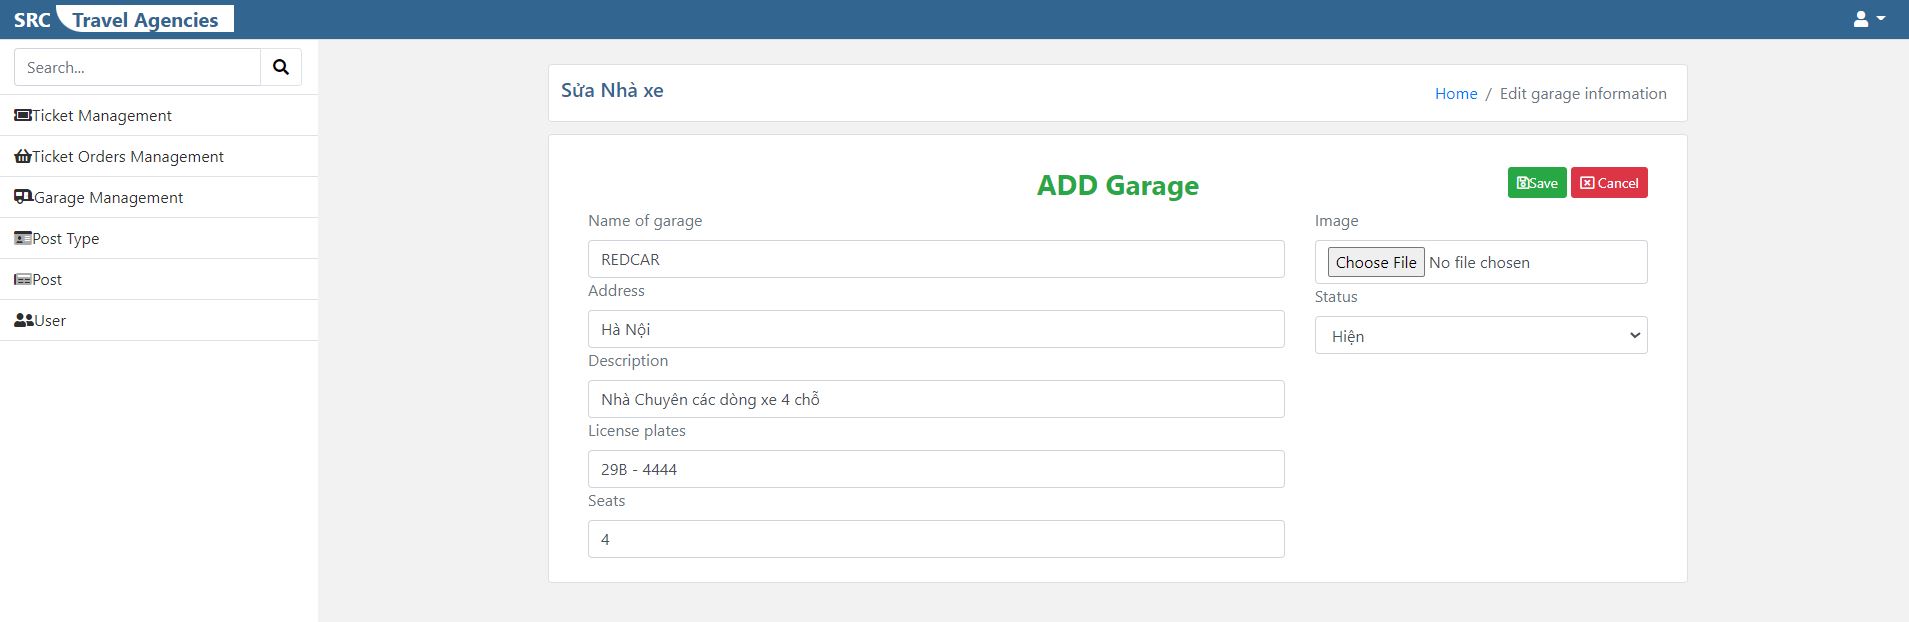 SRC Travel Agencies
Search...
Ticket Management
Ticket Orders Management
Garage Management
Post Type
Post
User
Sửa Nhà xe
Home / Edit garage information
ADD Garage
Save Cancel
Name of garage
REDCAR
Address
Hà Nội
Description
Nhà Chuyên các dòng xe 4 chỗ
License plates
29B - 4444
Seats
4
Image
Choose File No file chosen
Status
Hiện